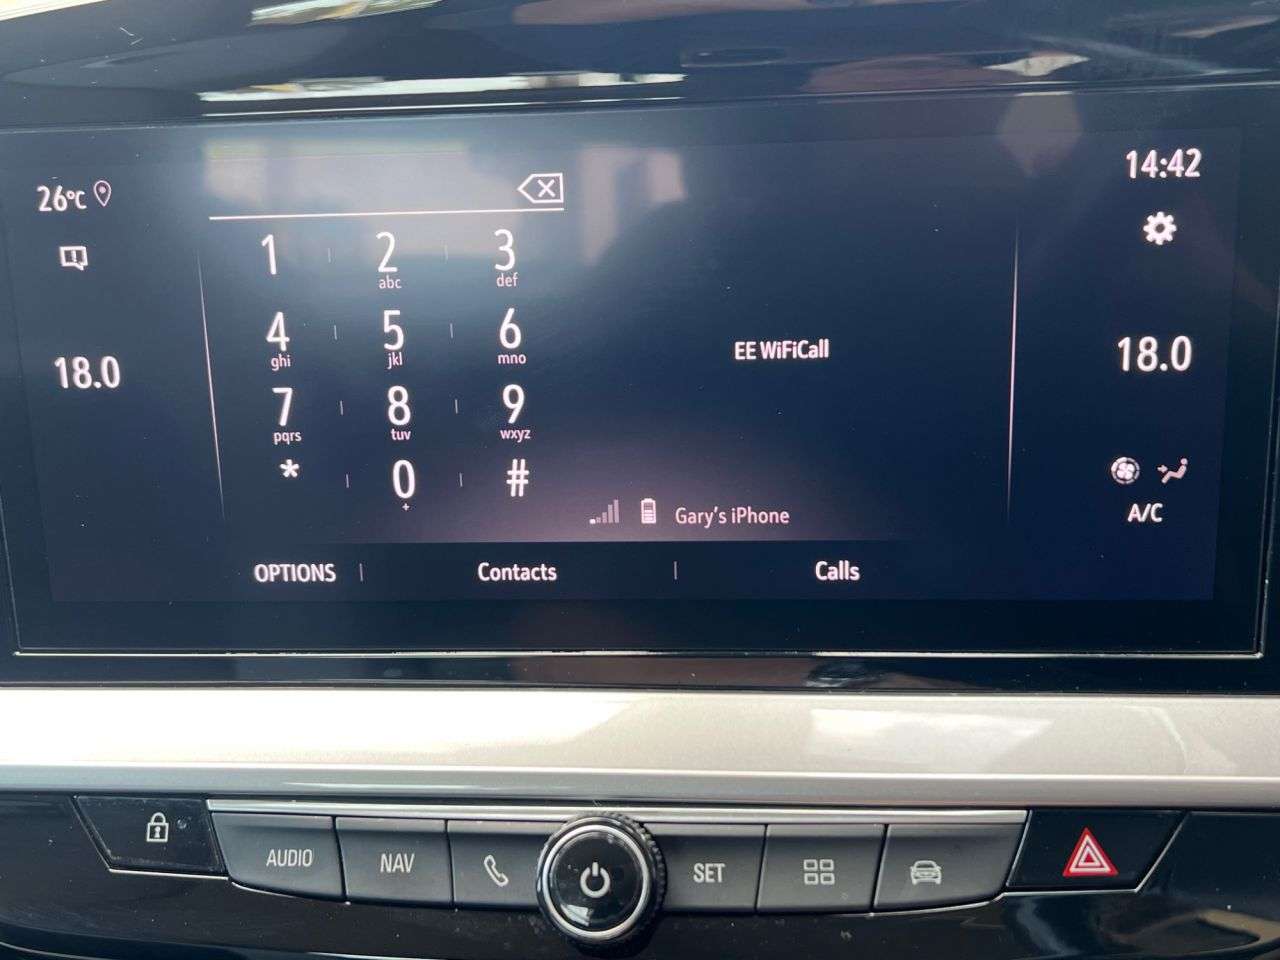 26°C
14:42
1 2 3
abc def
4 5 6
ghi jkl mno
EE WiFiCall
18.0
18.0
7 8 9
pqrs tuv wxyz
* 0 #
+
Gary's iPhone
A/C
OPTIONS Contacts Calls
AUDIO NAV SET